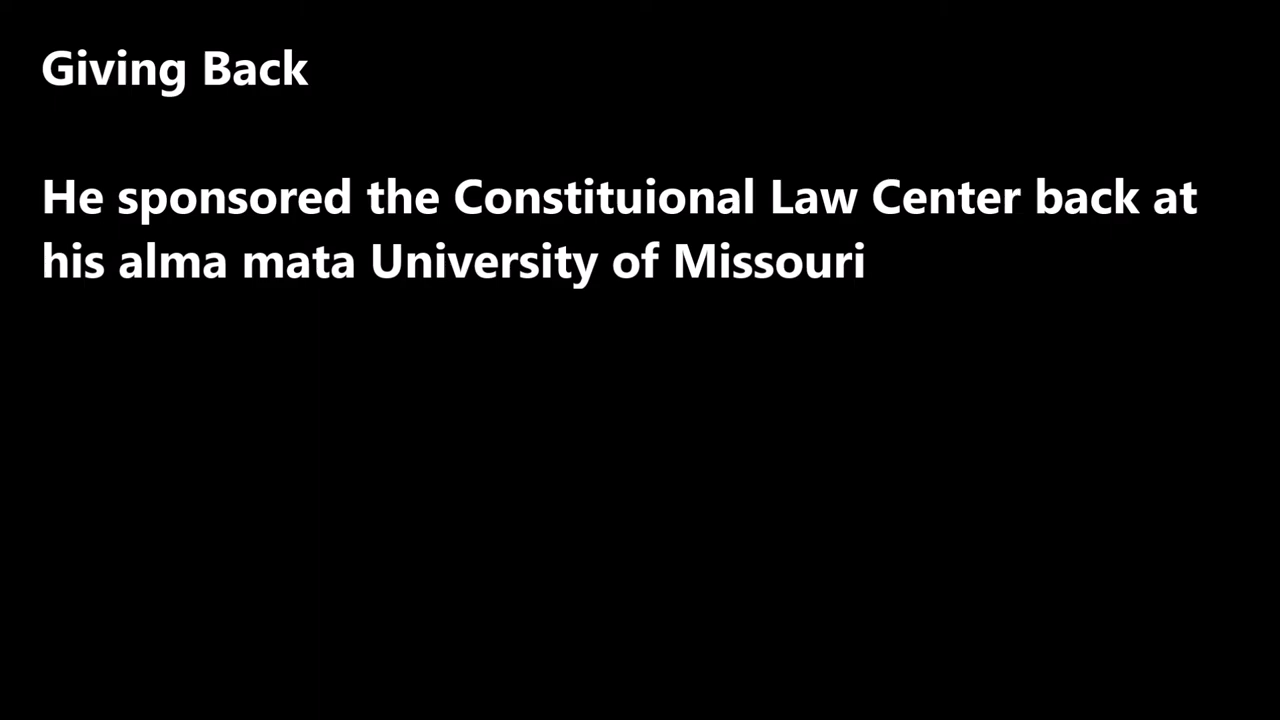 Giving Back
He sponsored the Constituional Law Center back at
his alma mata University of Missouri